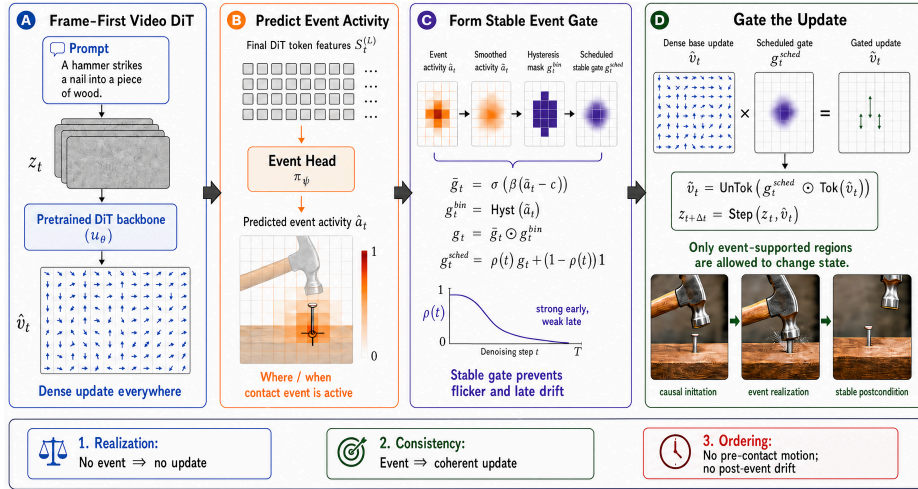 A Frame-First Video DiT
Prompt
A hammer strikes
a nail into a piece
of wood.
z_t
Pretrained DiT backbone
(u_θ)
v̂_t
Dense update everywhere
B Predict Event Activity
Final DiT token features S_t^{(L)}
...
...
...
...
Event Head
π_ψ
Predicted event activity â_t
1
0
Where / when
contact event is active
C Form Stable Event Gate
Event
activity ã_t
Smoothed
activity ã_t
Hysteresis
mask g_t^{bin}
Scheduled
stable gate g_t^{sched}
ḡ_t = σ(β(ã_t − c))
g_t^{bin} = Hyst(ã_t)
g_t = ḡ_t ⊙ g_t^{bin}
g_t^{sched} = ρ(t) g_t + (1 − ρ(t)) 1
1
ρ(t)
0
strong early,
weak late
Denoising step t
T
Stable gate prevents
flicker and late drift
D Gate the Update
Dense base update
v̂_t
Scheduled gate
g_t^{sched}
Gated update
ṽ_t
×
=
ṽ_t = UnTok(g_t^{sched} ⊙ Tok(v̂_t))
z_{t+Δt} = Step(z_t, ṽ_t)
Only event-supported regions
are allowed to change state.
causal inittation
event realization
stable postcondition
1. Realization:
No event ⇒ no update
2. Consistency:
Event ⇒ coherent update
3. Ordering:
No pre-contact motion;
no post-event drift